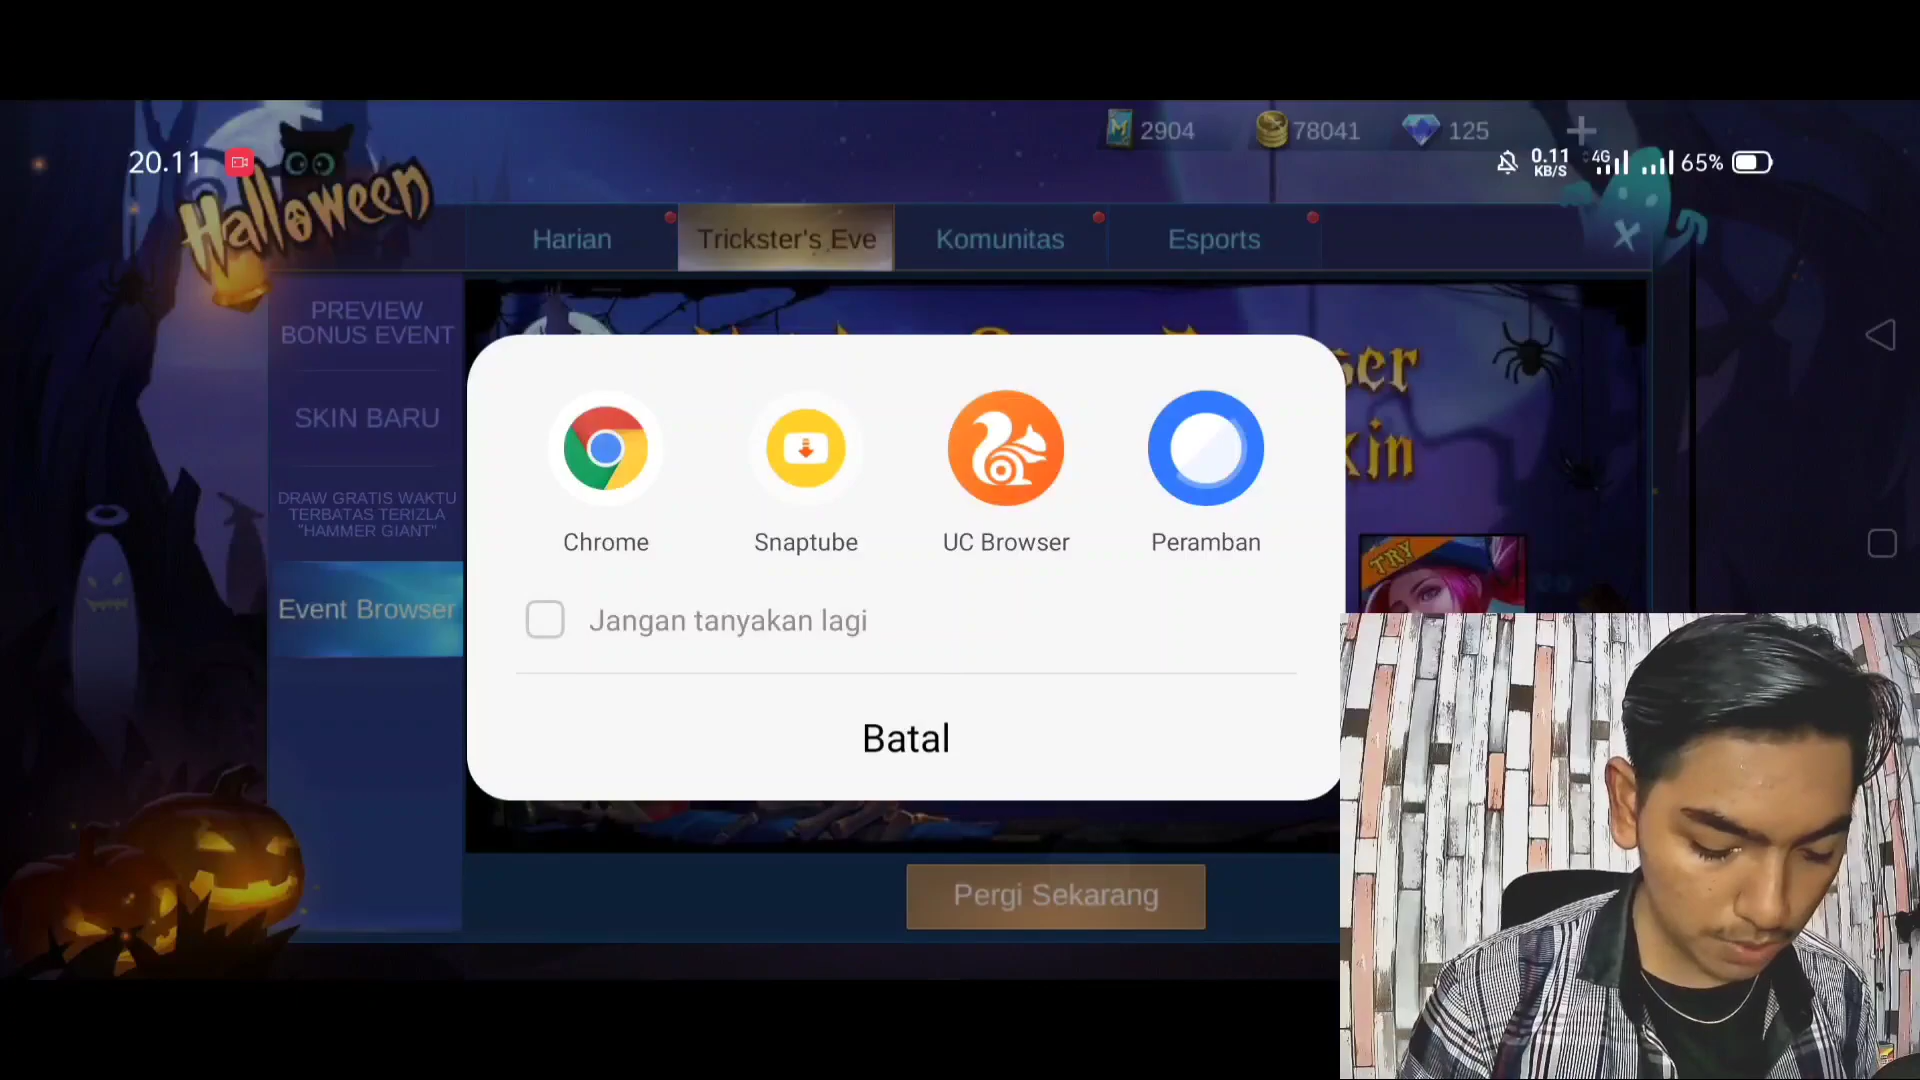 2904
78041
125
20.11
0.11
KB/S
4G
65%
Halloween
Harian
Trickster's Eve
Komunitas
Esports
PREVIEW
BONUS EVENT
SKIN BARU
DRAW GRATIS WAKTU
TERBATAS TERIZLA
"HAMMER GIANT"
Event Browser
Chrome
Snaptube
UC Browser
Peramban
TRY
Jangan tanyakan lagi
Batal
Pergi Sekarang